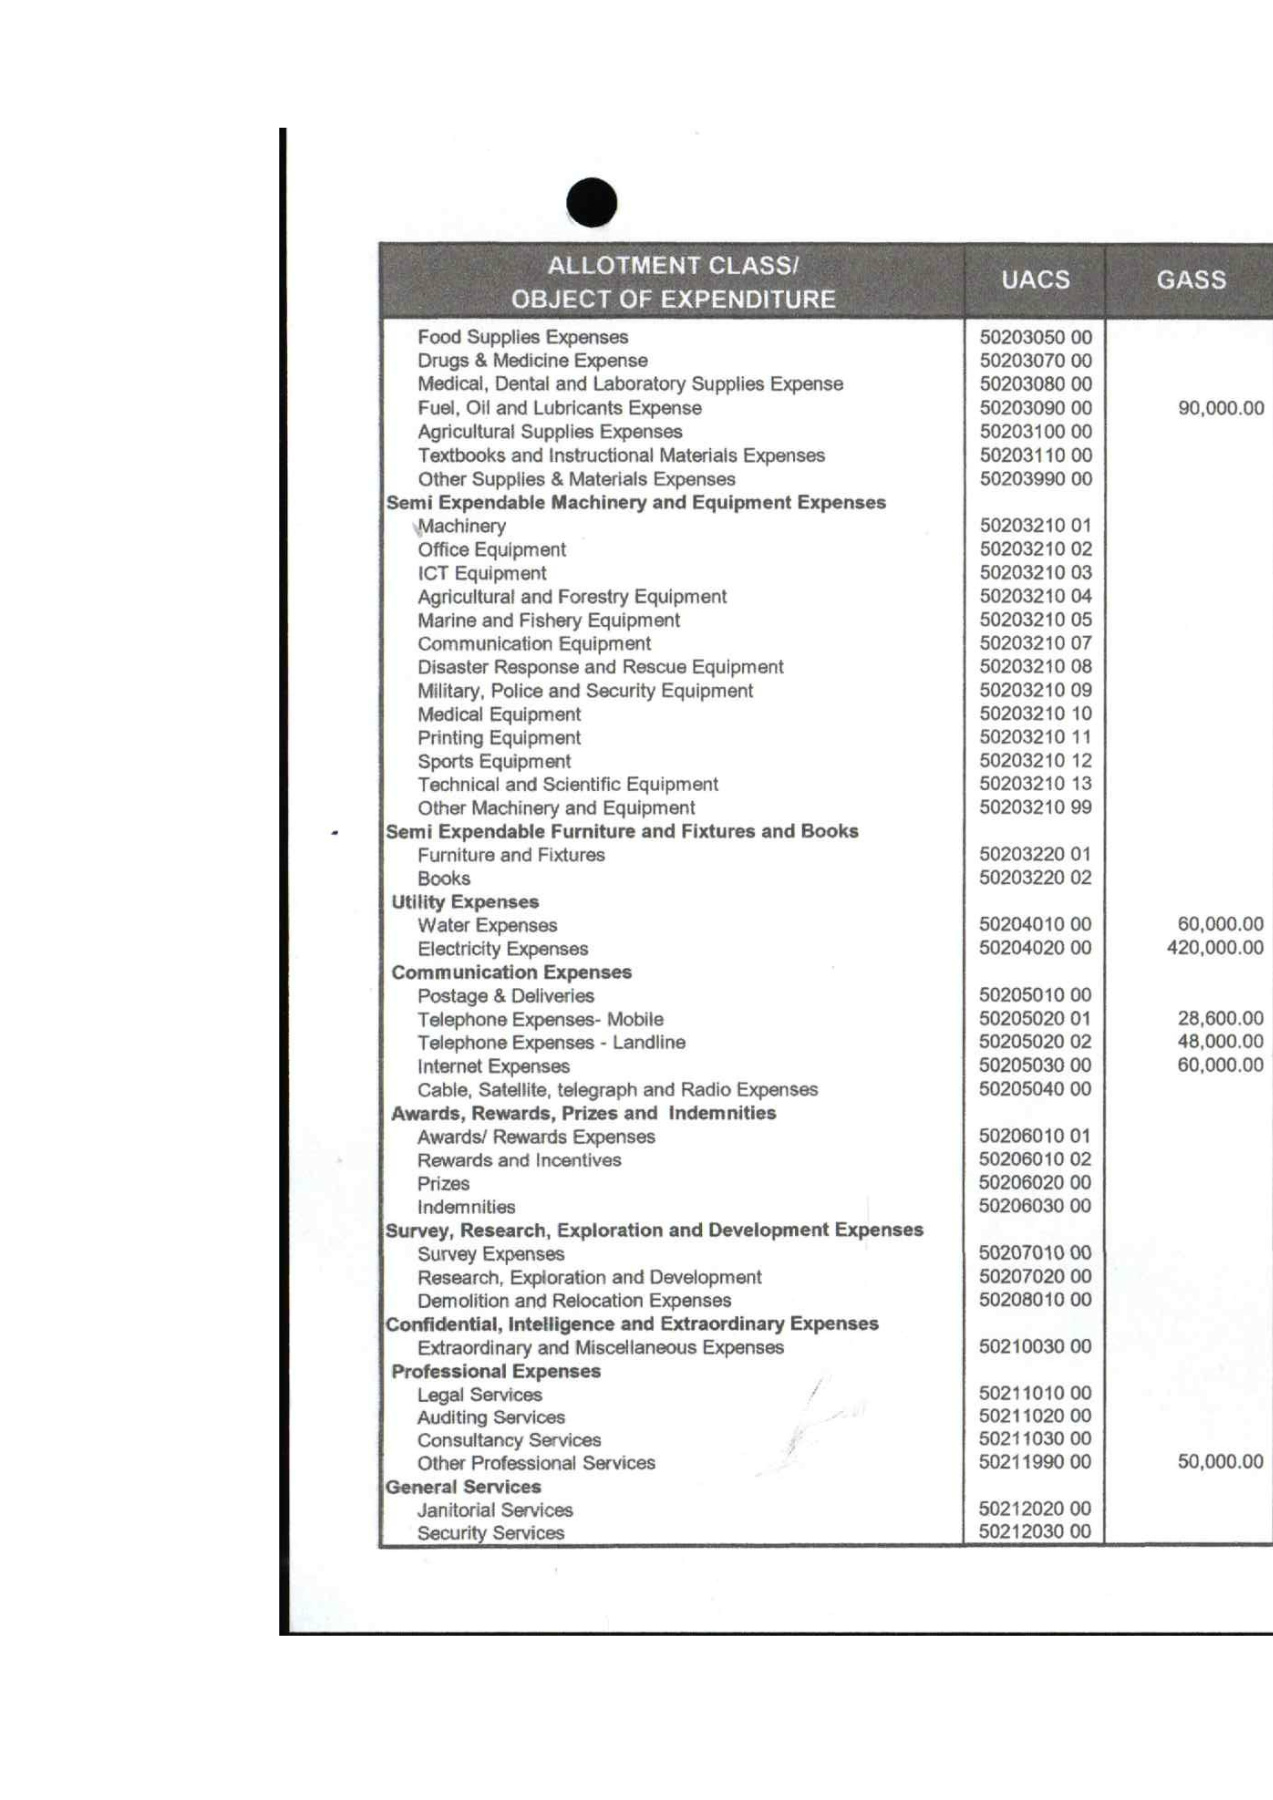 ALLOTMENT CLASS/
OBJECT OF EXPENDITURE UACS GASS
Food Supplies Expenses 50203050 00
Drugs & Medicine Expense 50203070 00
Medical, Dental and Laboratory Supplies Expense 50203080 00
Fuel, Oil and Lubricants Expense 50203090 00 90,000.00
Agricultural Supplies Expenses 50203100 00
Textbooks and Instructional Materials Expenses 50203110 00
Other Supplies & Materials Expenses 50203990 00
Semi Expendable Machinery and Equipment Expenses
Machinery 50203210 01
Office Equipment 50203210 02
ICT Equipment 50203210 03
Agricultural and Forestry Equipment 50203210 04
Marine and Fishery Equipment 50203210 05
Communication Equipment 50203210 07
Disaster Response and Rescue Equipment 50203210 08
Military, Police and Security Equipment 50203210 09
Medical Equipment 50203210 10
Printing Equipment 50203210 11
Sports Equipment 50203210 12
Technical and Scientific Equipment 50203210 13
Other Machinery and Equipment 50203210 99
Semi Expendable Furniture and Fixtures and Books
Furniture and Fixtures 50203220 01
Books 50203220 02
Utility Expenses
Water Expenses 50204010 00 60,000.00
Electricity Expenses 50204020 00 420,000.00
Communication Expenses
Postage & Deliveries 50205010 00
Telephone Expenses- Mobile 50205020 01 28,600.00
Telephone Expenses - Landline 50205020 02 48,000.00
Internet Expenses 50205030 00 60,000.00
Cable, Satellite, telegraph and Radio Expenses 50205040 00
Awards, Rewards, Prizes and Indemnities
Awards/ Rewards Expenses 50206010 01
Rewards and Incentives 50206010 02
Prizes 50206020 00
Indemnities 50206030 00
Survey, Research, Exploration and Development Expenses
Survey Expenses 50207010 00
Research, Exploration and Development 50207020 00
Demolition and Relocation Expenses 50208010 00
Confidential, Intelligence and Extraordinary Expenses
Extraordinary and Miscellaneous Expenses 50210030 00
Professional Expenses
Legal Services 50211010 00
Auditing Services 50211020 00
Consultancy Services 50211030 00
Other Professional Services 50211990 00 50,000.00
General Services
Janitorial Services 50212020 00
Security Services 50212030 00